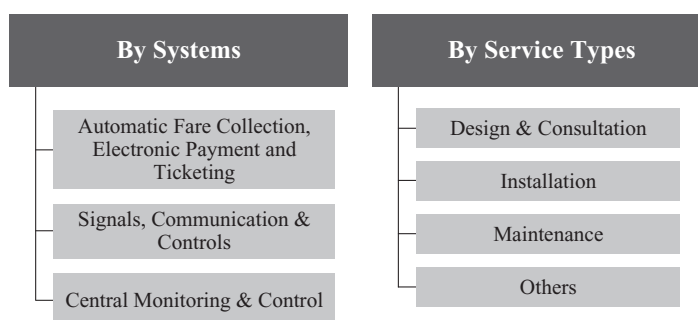 By Systems
Automatic Fare Collection,
Electronic Payment and
Ticketing
Signals, Communication &
Controls
Central Monitoring & Control
By Service Types
Design & Consultation
Installation
Maintenance
Others